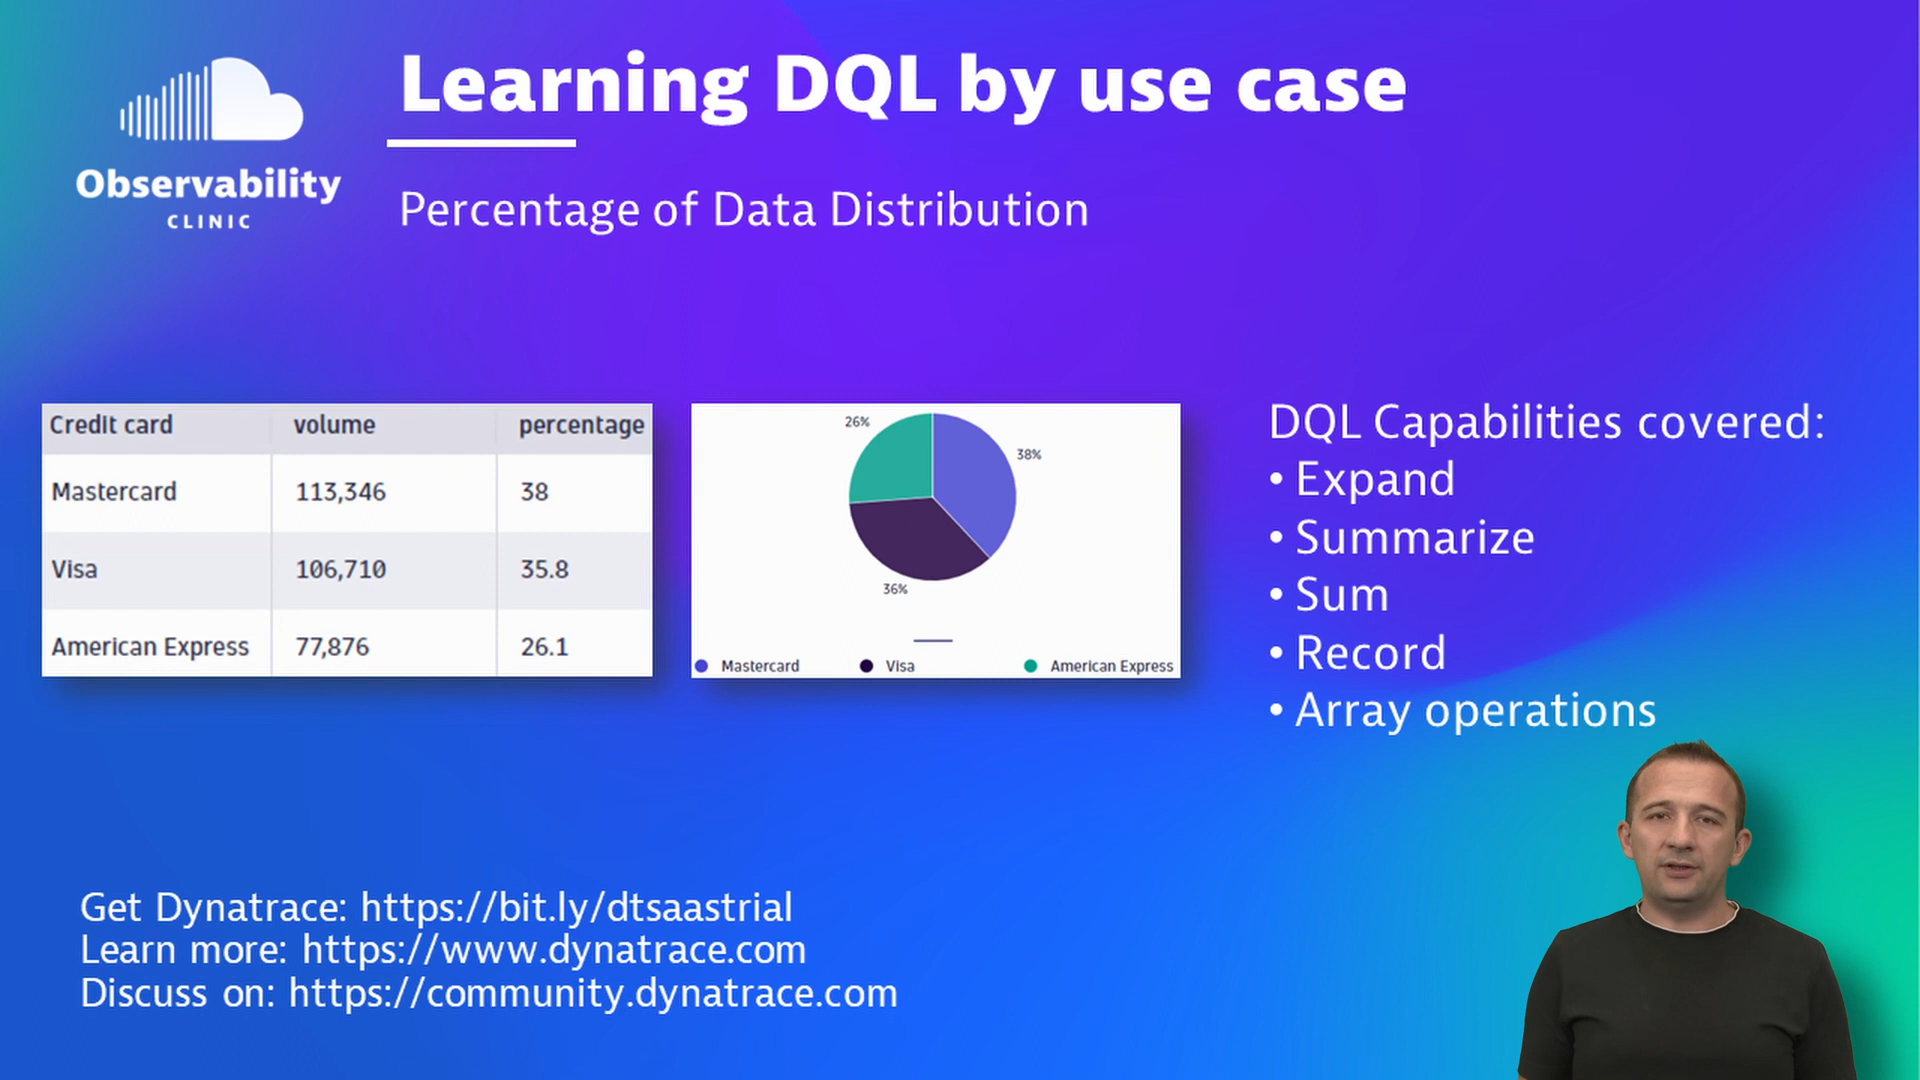 Observability
CLINIC
Learning DQL by use case
Percentage of Data Distribution
CredIt card volume percentage
Mastercard 113,346 38
Visa 106,710 35.8
American Express 77,876 26.1
26%
38%
36%
Mastercard Visa American Express
DQL Capabilities covered:
• Expand
• Summarize
• Sum
• Record
• Array operations
Get Dynatrace: https://bit.ly/dtsaastrial
Learn more: https://www.dynatrace.com
Discuss on: https://community.dynatrace.com